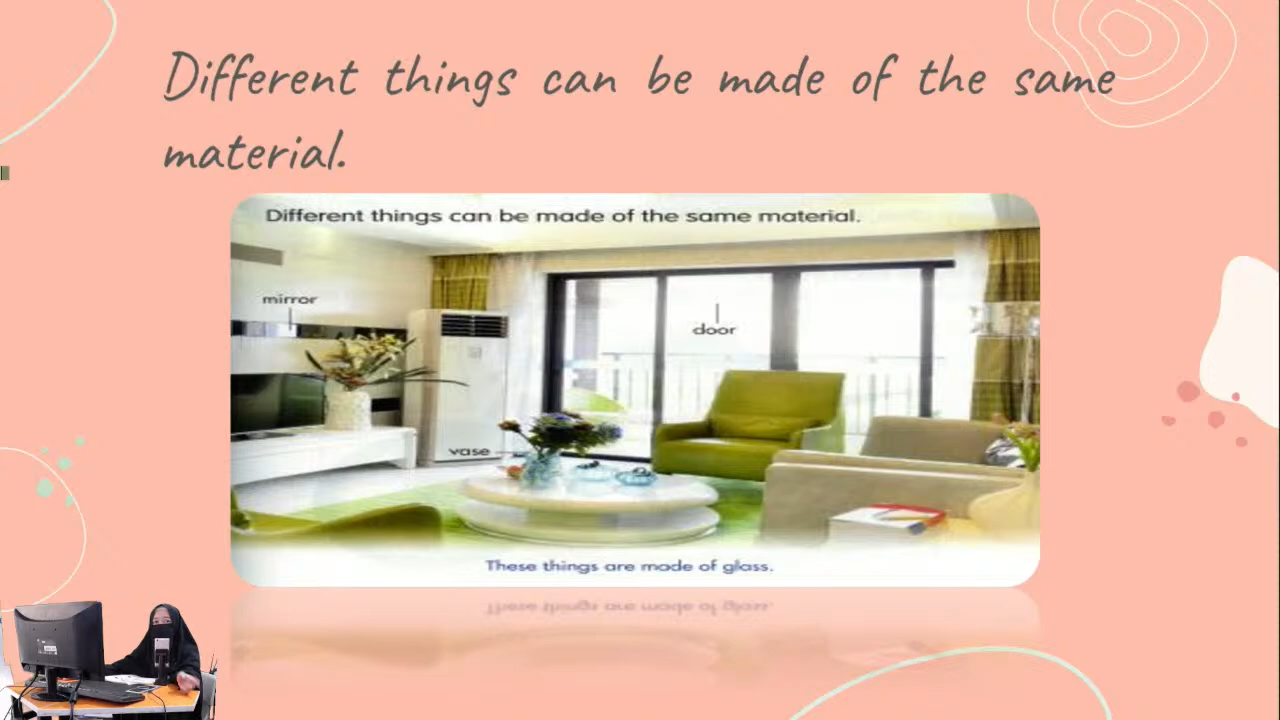 Different things can be made of the same
material.
Different things can be made of the same material.
mirror
door
vase
These things are made of glass.